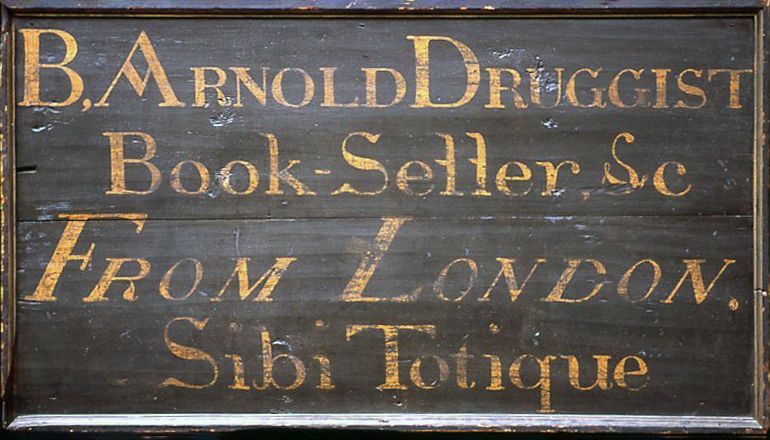 B, ARNOLD DRUGGIST
Book-Seller, &c
FROM LONDON.
Sibi Totique